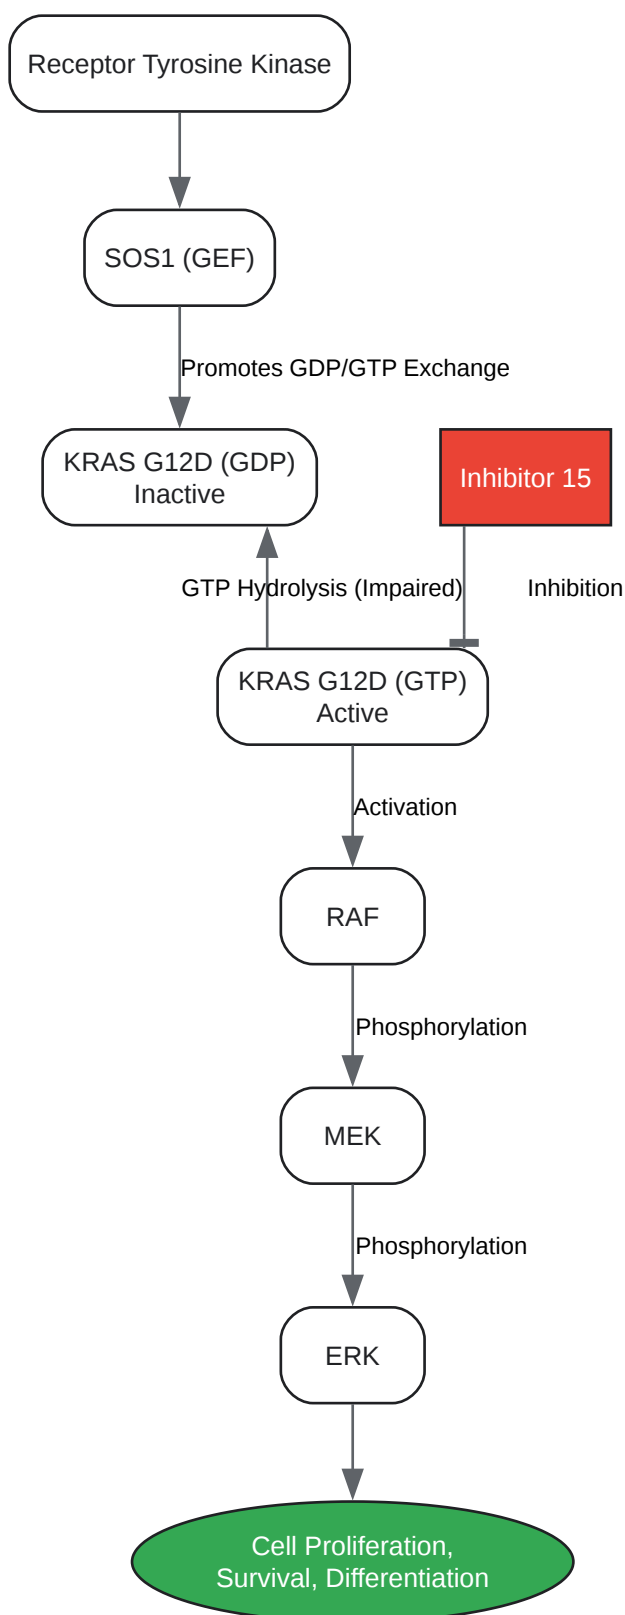 Receptor Tyrosine Kinase
SOS1 (GEF)
Promotes GDP/GTP Exchange
KRAS G12D (GDP)
Inactive
Inhibitor 15
GTP Hydrolysis (Impaired)
Inhibition
KRAS G12D (GTP)
Active
Activation
RAF
Phosphorylation
MEK
Phosphorylation
ERK
Cell Proliferation,
Survival, Differentiation